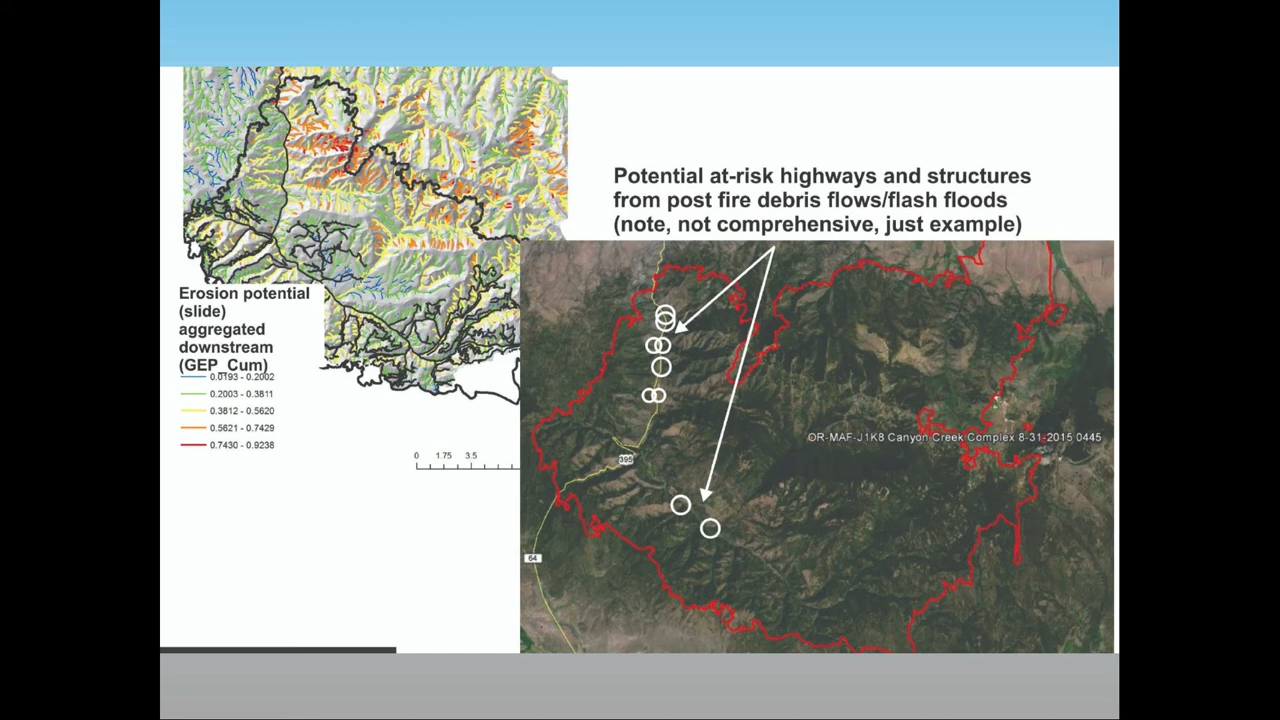 Potential at-risk highways and structures
from post fire debris flows/flash floods
(note, not comprehensive, just example)
Erosion potential
(slide)
aggregated
downstream
(GEP_Cum)
0.0193 - 0.2002
0.2003 - 0.3811
0.3812 - 0.5620
0.5621 - 0.7429
0.7430 - 0.9238
0 1.75 3.5
OR-MAF-J1K8 Canyon Creek Complex 8-31-2015 0445
395
64